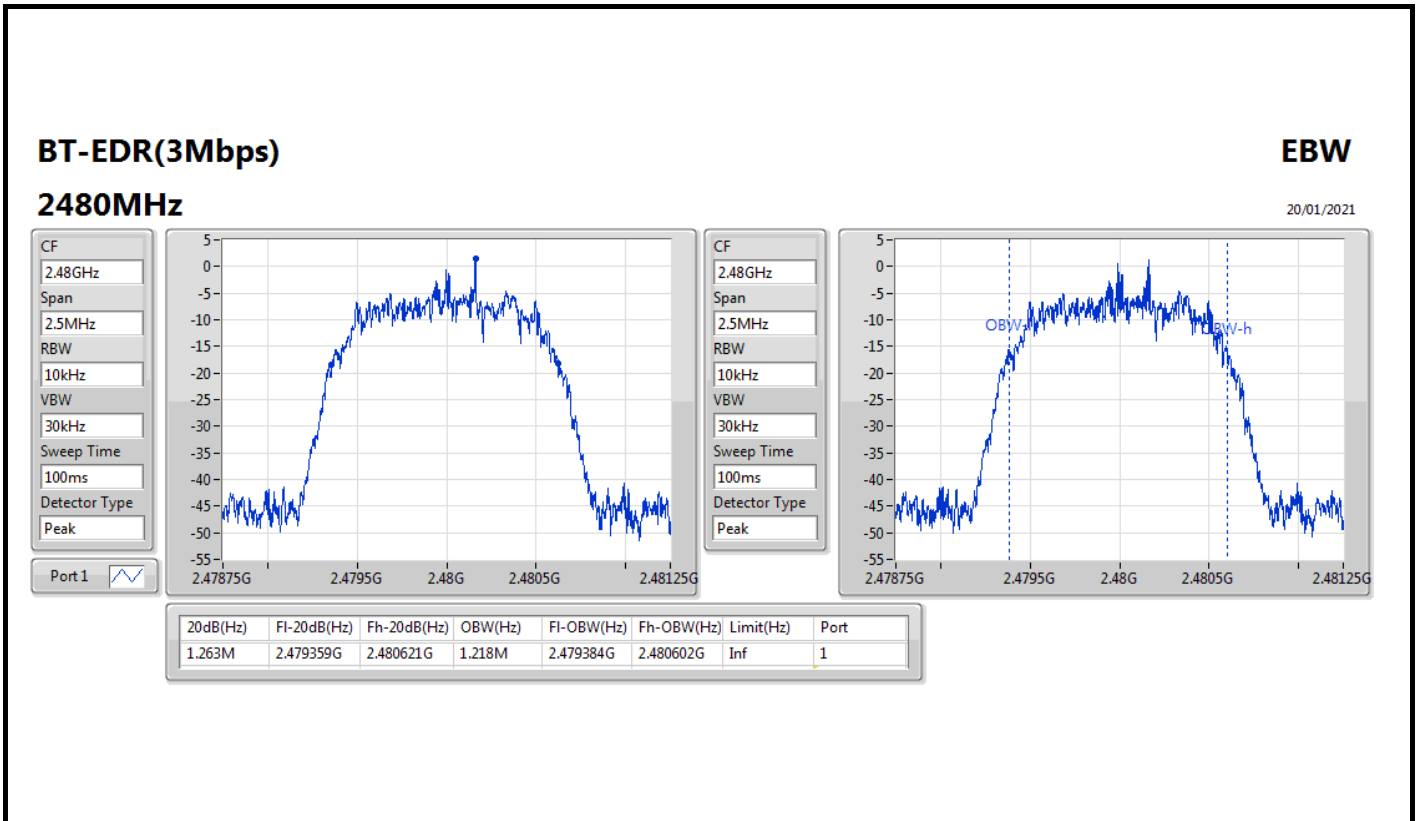 BT-EDR(3Mbps)
EBW
2480MHz
20/01/2021
CF
2.48GHz
Span
2.5MHz
RBW
10kHz
VBW
30kHz
Sweep Time
100ms
Detector Type
Peak
Port 1
5
0
-5
-10
-15
-20
-25
-30
-35
-40
-45
-50
-55
2.47875G 2.4795G 2.48G 2.4805G 2.48125G
CF
2.48GHz
Span
2.5MHz
RBW
10kHz
VBW
30kHz
Sweep Time
100ms
Detector Type
Peak
5
0
-5
-10
-15
-20
-25
-30
-35
-40
-45
-50
-55
OBW-h
2.47875G 2.4795G 2.48G 2.4805G 2.48125G
20dB(Hz) Fl-20dB(Hz) Fh-20dB(Hz) OBW(Hz) Fl-OBW(Hz) Fh-OBW(Hz) Limit(Hz) Port
1.263M 2.479359G 2.480621G 1.218M 2.479384G 2.480602G Inf 1